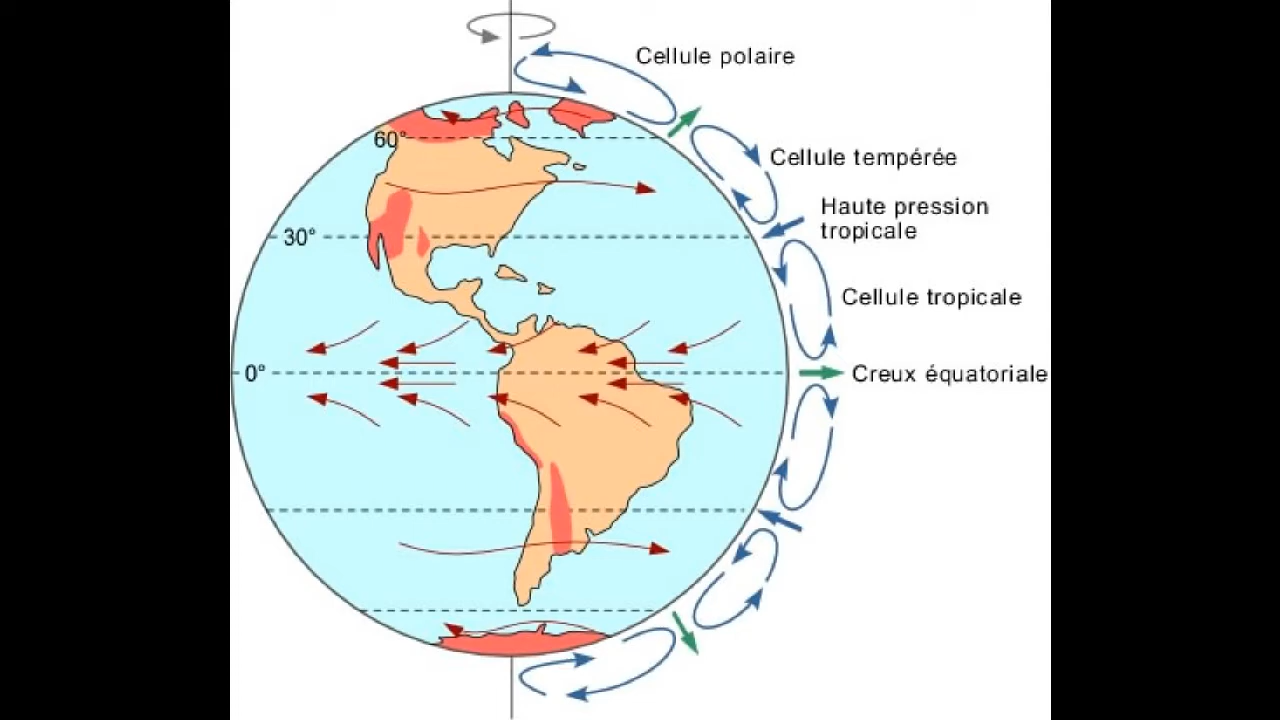 Cellule polaire
60°
Cellule tempérée
Haute pression
tropicale
30°
Cellule tropicale
0°
Creux équatoriale